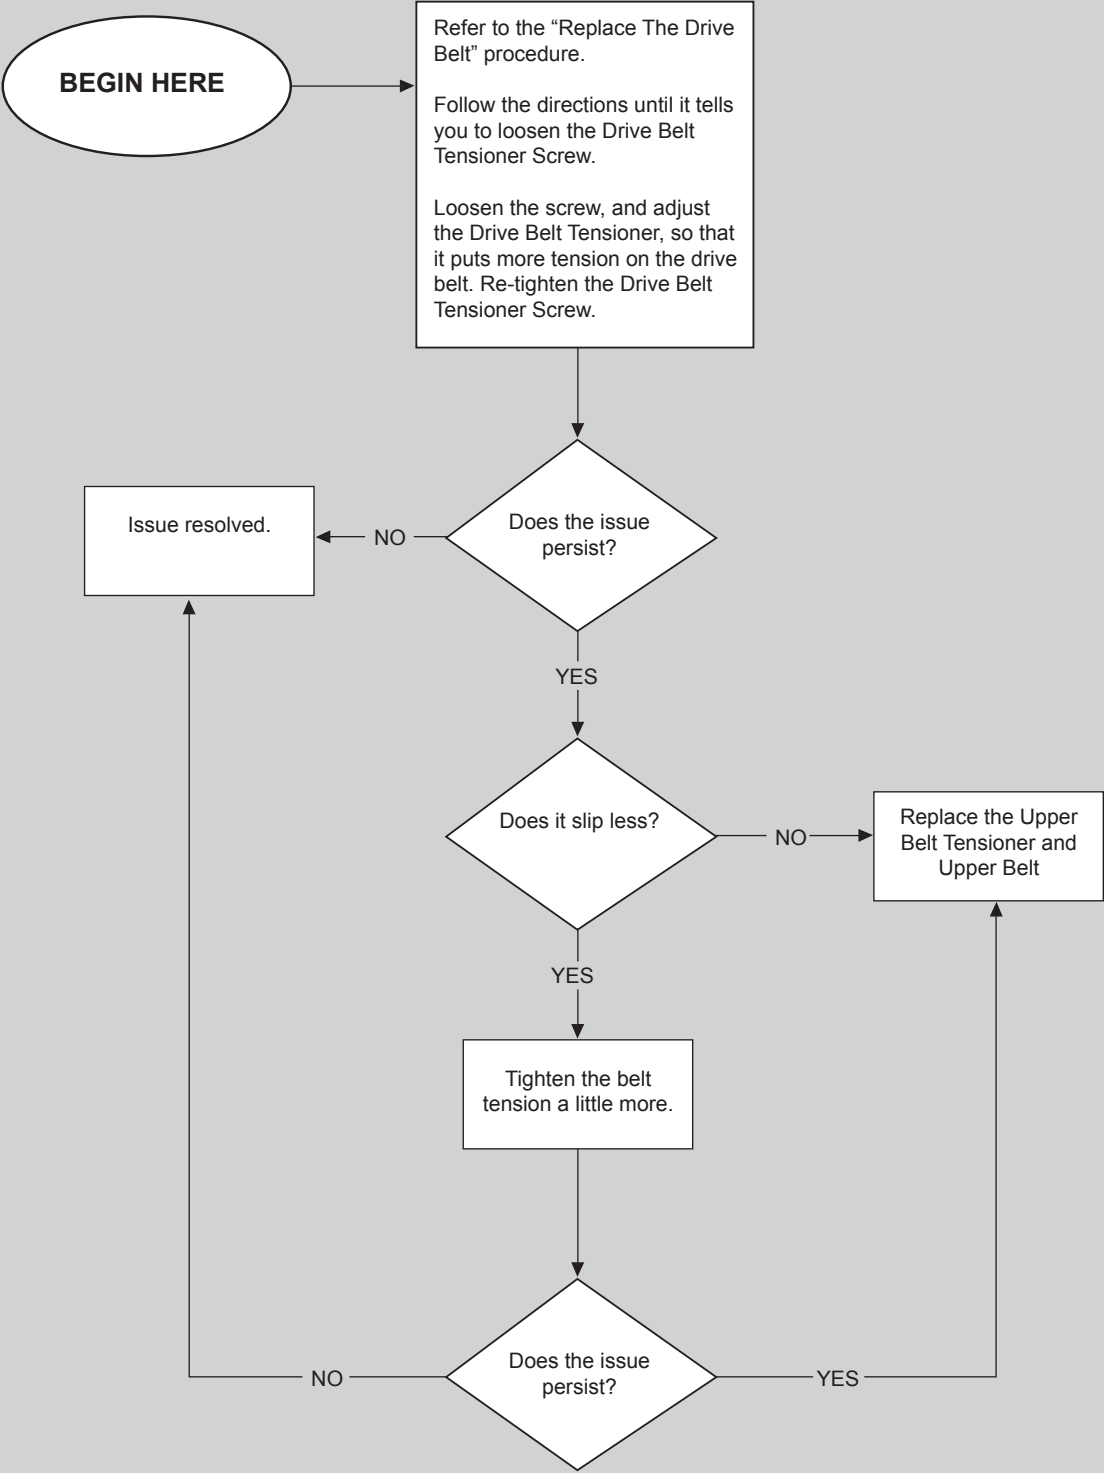 BEGIN HERE
Refer to the “Replace The Drive
Belt” procedure.
Follow the directions until it tells
you to loosen the Drive Belt
Tensioner Screw.
Loosen the screw, and adjust
the Drive Belt Tensioner, so that
it puts more tension on the drive
belt. Re-tighten the Drive Belt
Tensioner Screw.
Issue resolved.
NO
Does the issue
persist?
YES
Does it slip less?
NO
Replace the Upper
Belt Tensioner and
Upper Belt
YES
Tighten the belt
tension a little more.
NO
Does the issue
persist?
YES